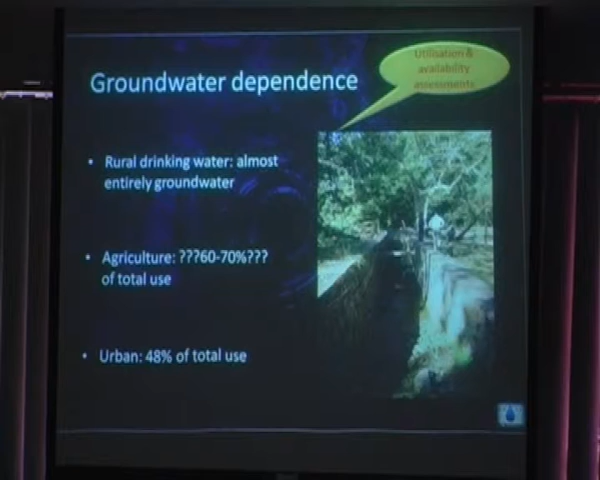 Utilisation &
availability
assessments
Groundwater dependence
• Rural drinking water: almost
entirely groundwater
• Agriculture: ???60-70%???
of total use
• Urban: 48% of total use